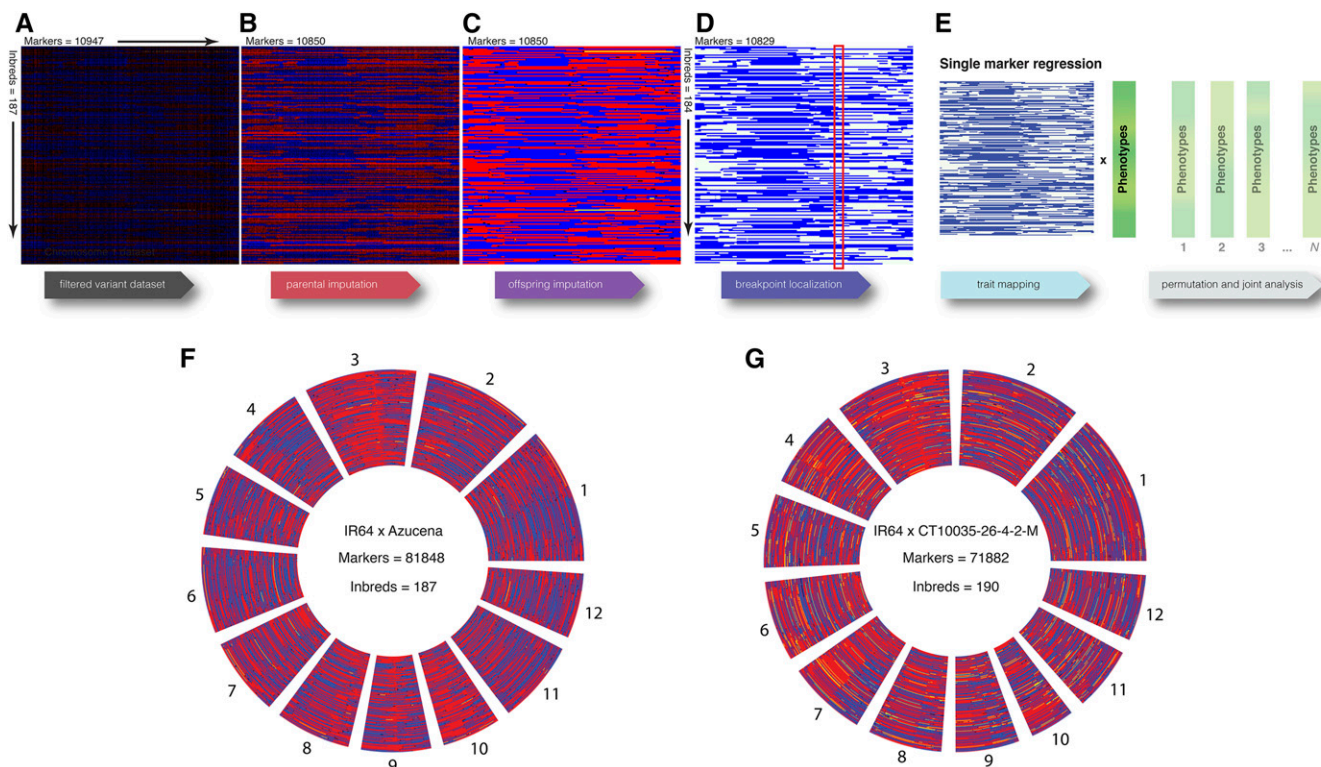 A
B
C
D
E
Markers = 10947
Markers = 10850
Markers = 10850
Markers = 10829
Inbreds = 187
Inbreds = 184
Single marker regression
Phenotypes
x
Phenotypes
Phenotypes
Phenotypes
Phenotypes
1 2 3 ... N
Chromosome 1 dataset
filtered variant dataset
parental imputation
offspring imputation
breakpoint localization
trait mapping
permutation and joint analysis
F
1
2
3
4
5
6
7
8
9
10
11
12
IR64 x Azucena
Markers = 81848
Inbreds = 187
G
1
2
3
4
5
6
7
8
9
10
11
12
IR64 x CT10035-26-4-2-M
Markers = 71882
Inbreds = 190